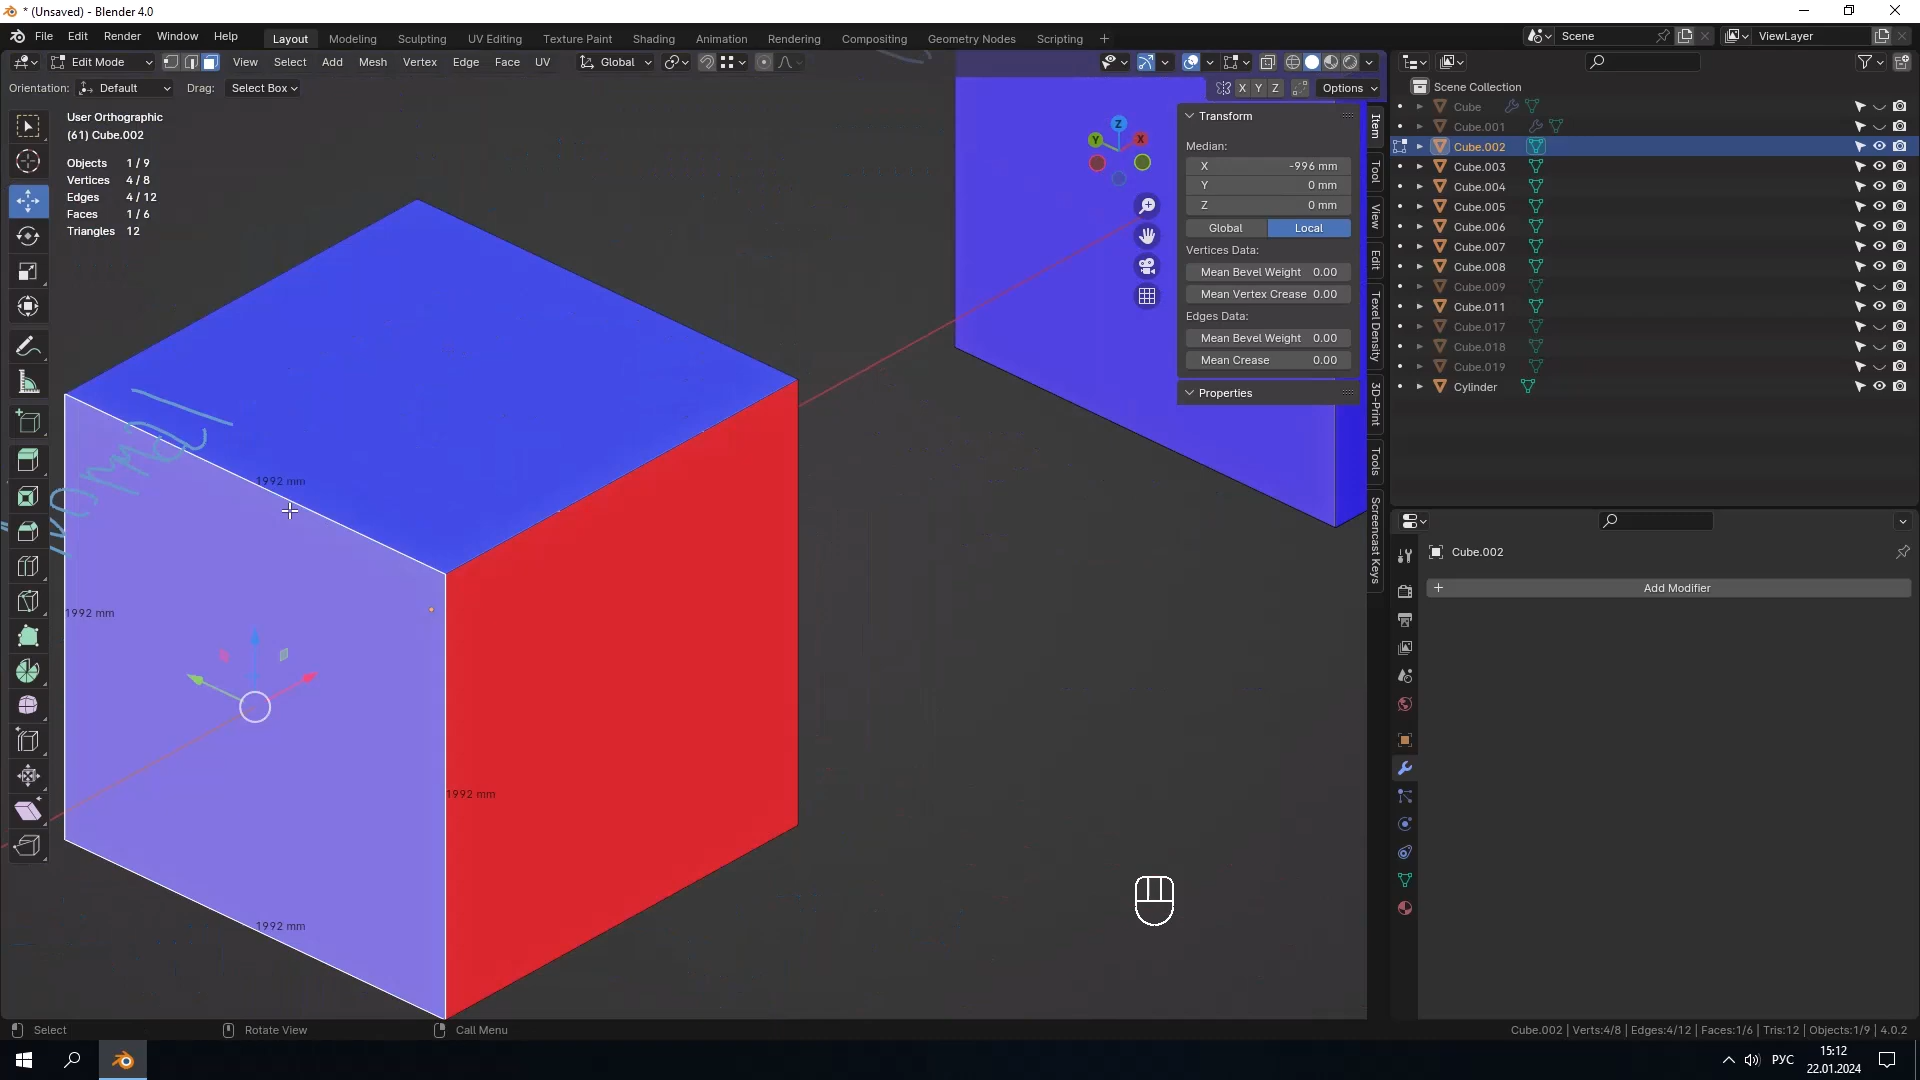 * (Unsaved) - Blender 4.0
File Edit Render Window Help
Layout Modeling Sculpting UV Editing Texture Paint Shading Animation Rendering Compositing Geometry Nodes Scripting +
Scene
ViewLayer
Edit Mode View Select Add Mesh Vertex Edge Face UV Global
Orientation: Default Drag: Select Box
X Y Z Options
User Orthographic
(61) Cube.002
Objects 1 / 9
Vertices 4 / 8
Edges 4 / 12
Faces 1 / 6
Triangles 12
1992 mm
1992 mm
1992 mm
1992 mm
Z
Y
X
Transform
Median:
X -996 mm
Y 0 mm
Z 0 mm
Global Local
Vertices Data:
Mean Bevel Weight 0.00
Mean Vertex Crease 0.00
Edges Data:
Mean Bevel Weight 0.00
Mean Crease 0.00
Properties
Item
Tool
View
Edit
Texel Density
3D-Print
Tools
Screencast Keys
Scene Collection
Cube
Cube.001
Cube.002
Cube.003
Cube.004
Cube.005
Cube.006
Cube.007
Cube.008
Cube.009
Cube.011
Cube.017
Cube.018
Cube.019
Cylinder
Cube.002
+ Add Modifier
Select Rotate View Call Menu
Cube.002 | Verts:4/8 | Edges:4/12 | Faces:1/6 | Tris:12 | Objects:1/9 | 4.0.2
РУС
15:12
22.01.2024